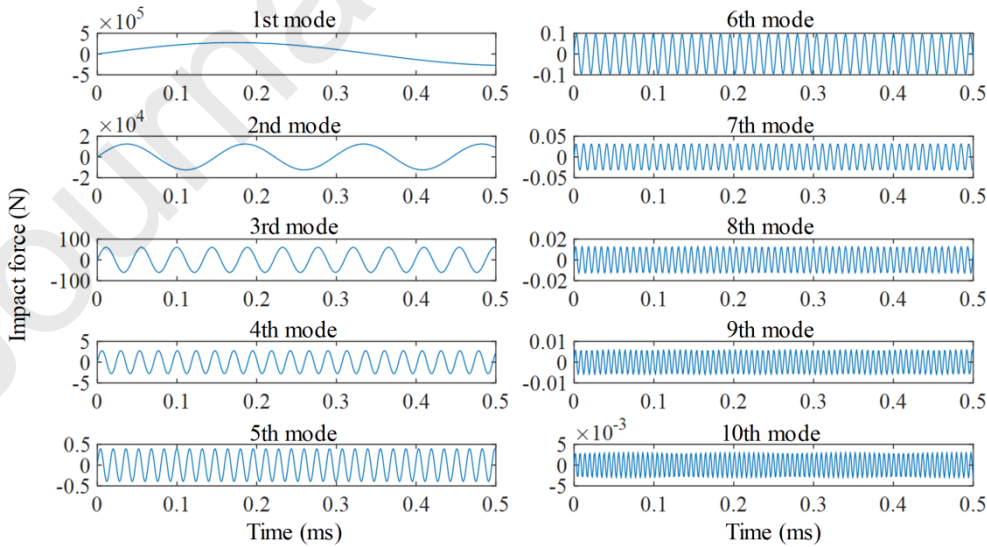 Journa
Impact force (N)
1st mode
×10^5
5
0
-5
0 0.1 0.2 0.3 0.4 0.5
2nd mode
×10^4
2
0
-2
0 0.1 0.2 0.3 0.4 0.5
3rd mode
100
0
-100
0 0.1 0.2 0.3 0.4 0.5
4th mode
5
0
-5
0 0.1 0.2 0.3 0.4 0.5
5th mode
0.5
0
-0.5
0 0.1 0.2 0.3 0.4 0.5
Time (ms)
6th mode
0.1
0
-0.1
0 0.1 0.2 0.3 0.4 0.5
7th mode
0.05
0
-0.05
0 0.1 0.2 0.3 0.4 0.5
8th mode
0.02
0
-0.02
0 0.1 0.2 0.3 0.4 0.5
9th mode
0.01
0
-0.01
0 0.1 0.2 0.3 0.4 0.5
10th mode
×10^-3
5
0
-5
0 0.1 0.2 0.3 0.4 0.5
Time (ms)